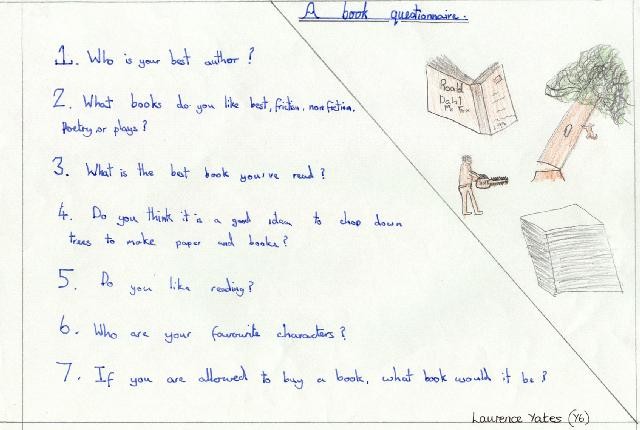 A book questionnaire.
1. Who is your best author?
2. What books do you like best, friction, non friction,
Poetry or plays?
3. What is the best book you've read?
4. Do you think it is a good idea to chop down
trees to make paper and books?
5. Do you like reading?
6. Who are your favourite characters?
7. If you are allowed to buy a book, what book would it be?
Roald
Dahl
Mr Fox
Laurence Yates (Y6)